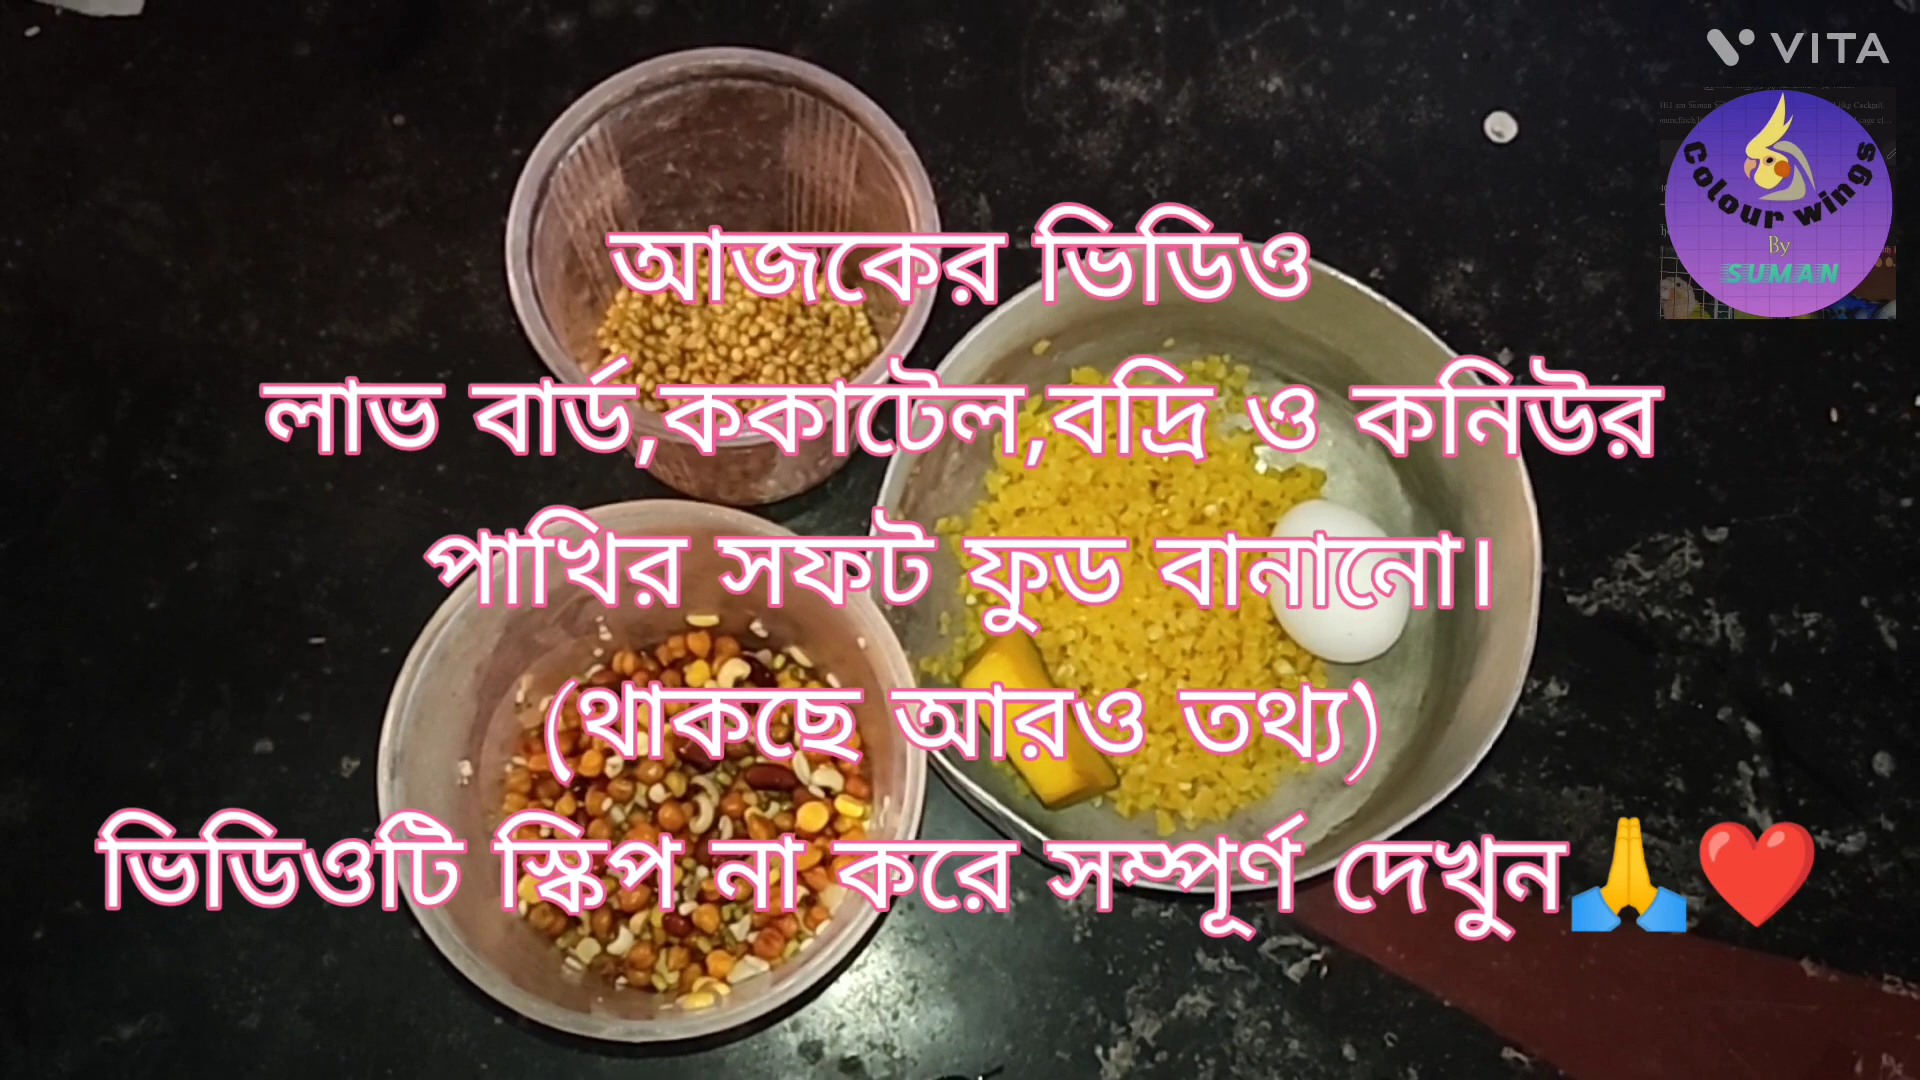 VITA
Colour wings
By
SUMAN
আজকের ভিডিও
লাভ বার্ড,ককাটেল,বদ্রি ও কনিউর
পাখির সফট ফুড বানানো।
(থাকছে আরও তথ্য)
ভিডিওটি স্কিপ না করে সম্পূর্ণ দেখুন🙏❤️